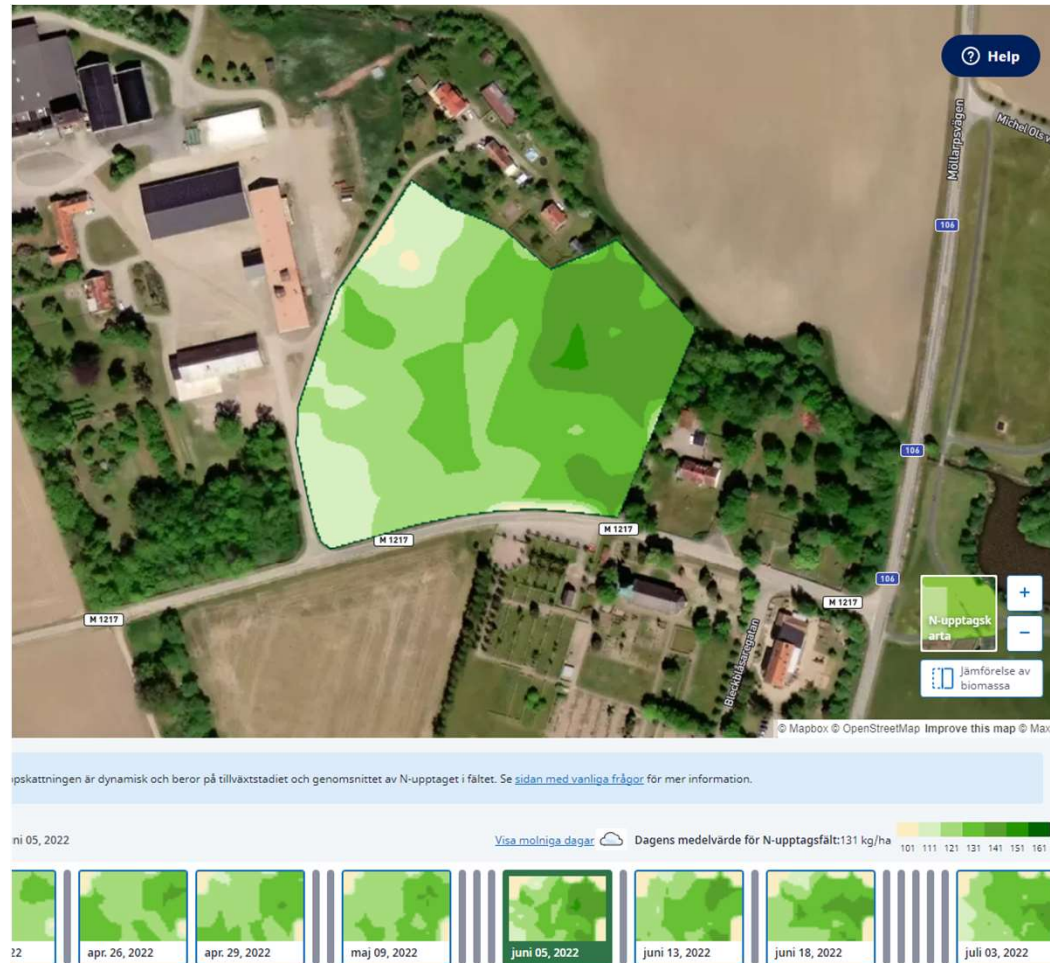 Help
Möllarpsvägen
Michel Ols
106
106
M 1217
M 1217
106
M 1217
M 1217
Bleckblåsaregatan
N-upptagsk
arta
+
−
Jämförelse av
biomassa
© Mapbox © OpenStreetMap Improve this map © Max
ppskattningen är dynamisk och beror på tillväxtstadiet och genomsnittet av N-upptaget i fältet. Se sidan med vanliga frågor för mer information.
ni 05, 2022 Visa molniga dagar Dagens medelvärde för N-upptagsfält:131 kg/ha
101 111 121 131 141 151 161
22 apr. 26, 2022 apr. 29, 2022 maj 09, 2022 juni 05, 2022 juni 13, 2022 juni 18, 2022 juli 03, 2022